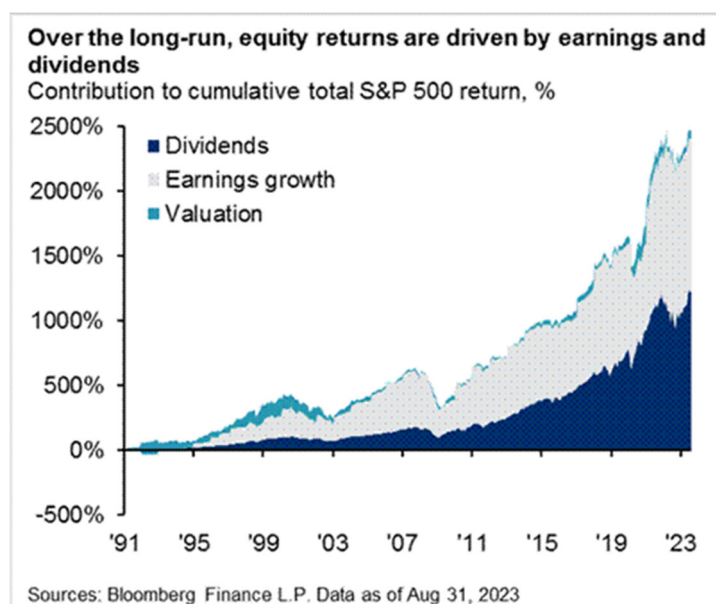 Over the long-run, equity returns are driven by earnings and
dividends
Contribution to cumulative total S&P 500 return, %
2500%
2000%
1500%
1000%
500%
0%
-500%
Dividends
Earnings growth
Valuation
'91 '95 '99 '03 '07 '11 '15 '19 '23
Sources: Bloomberg Finance L.P. Data as of Aug 31, 2023